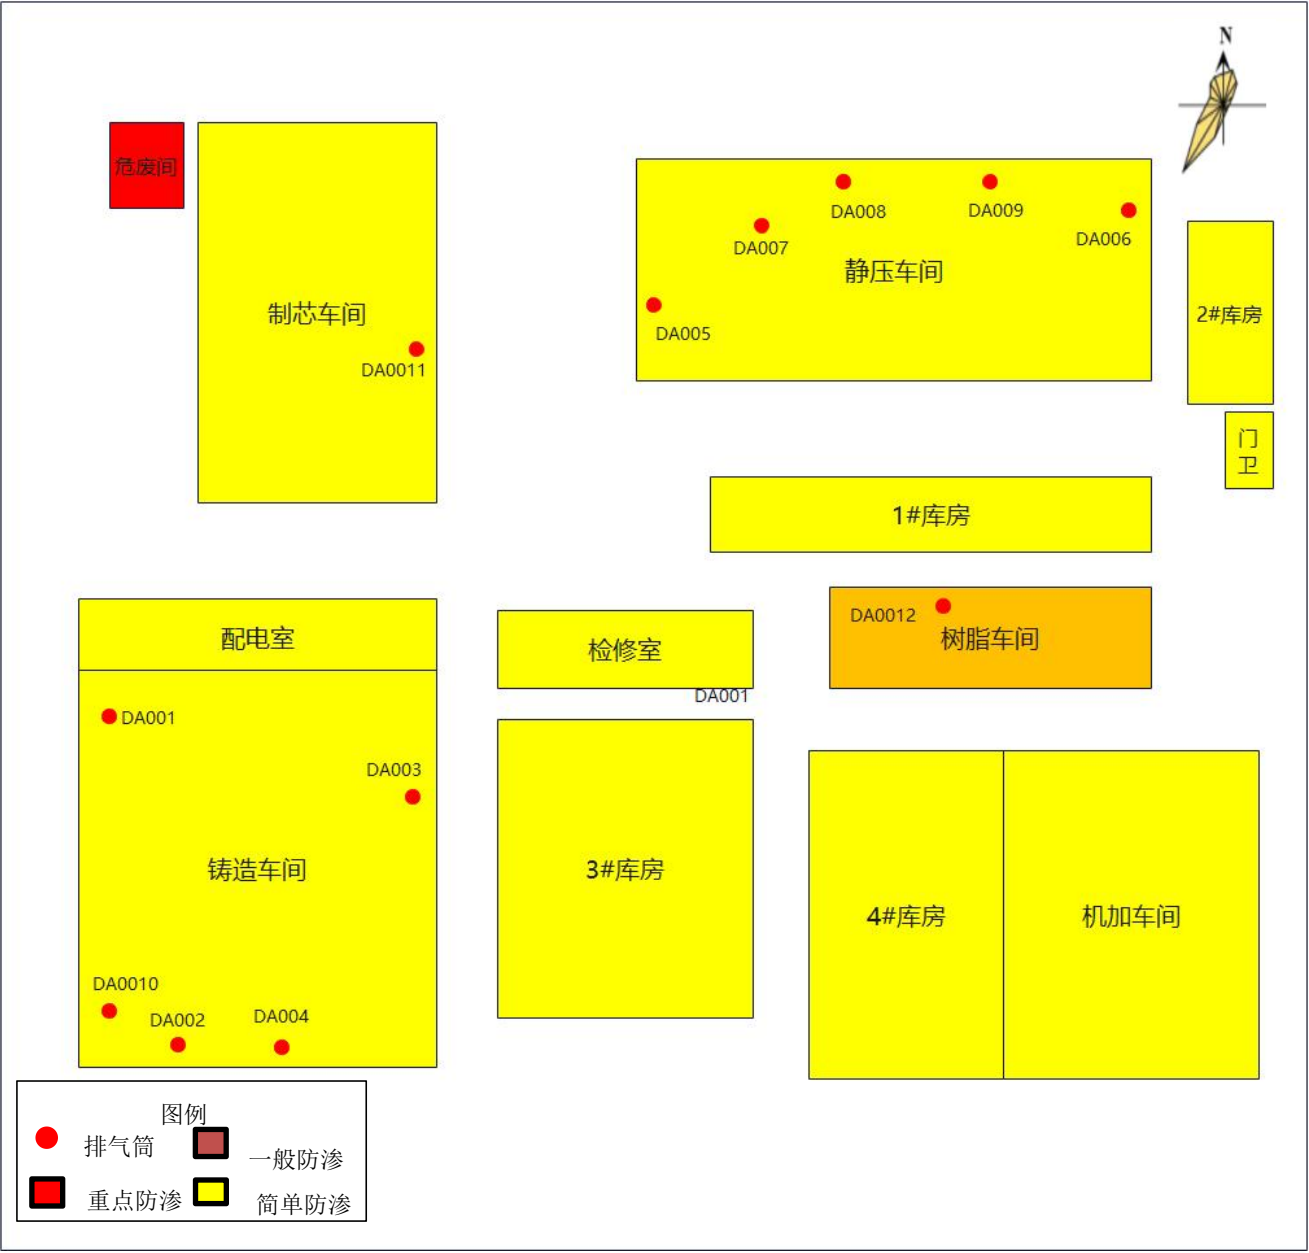 N
危废间
DA008
DA009
DA006
DA007
静压车间
制芯车间
2#库房
DA005
DA0011
门
卫
1#库房
DA0012
配电室
检修室
树脂车间
DA001
DA001
DA003
铸造车间
3#库房
4#库房
机加车间
DA0010
DA002
DA004
图例
排气筒
一般防渗
重点防渗
简单防渗